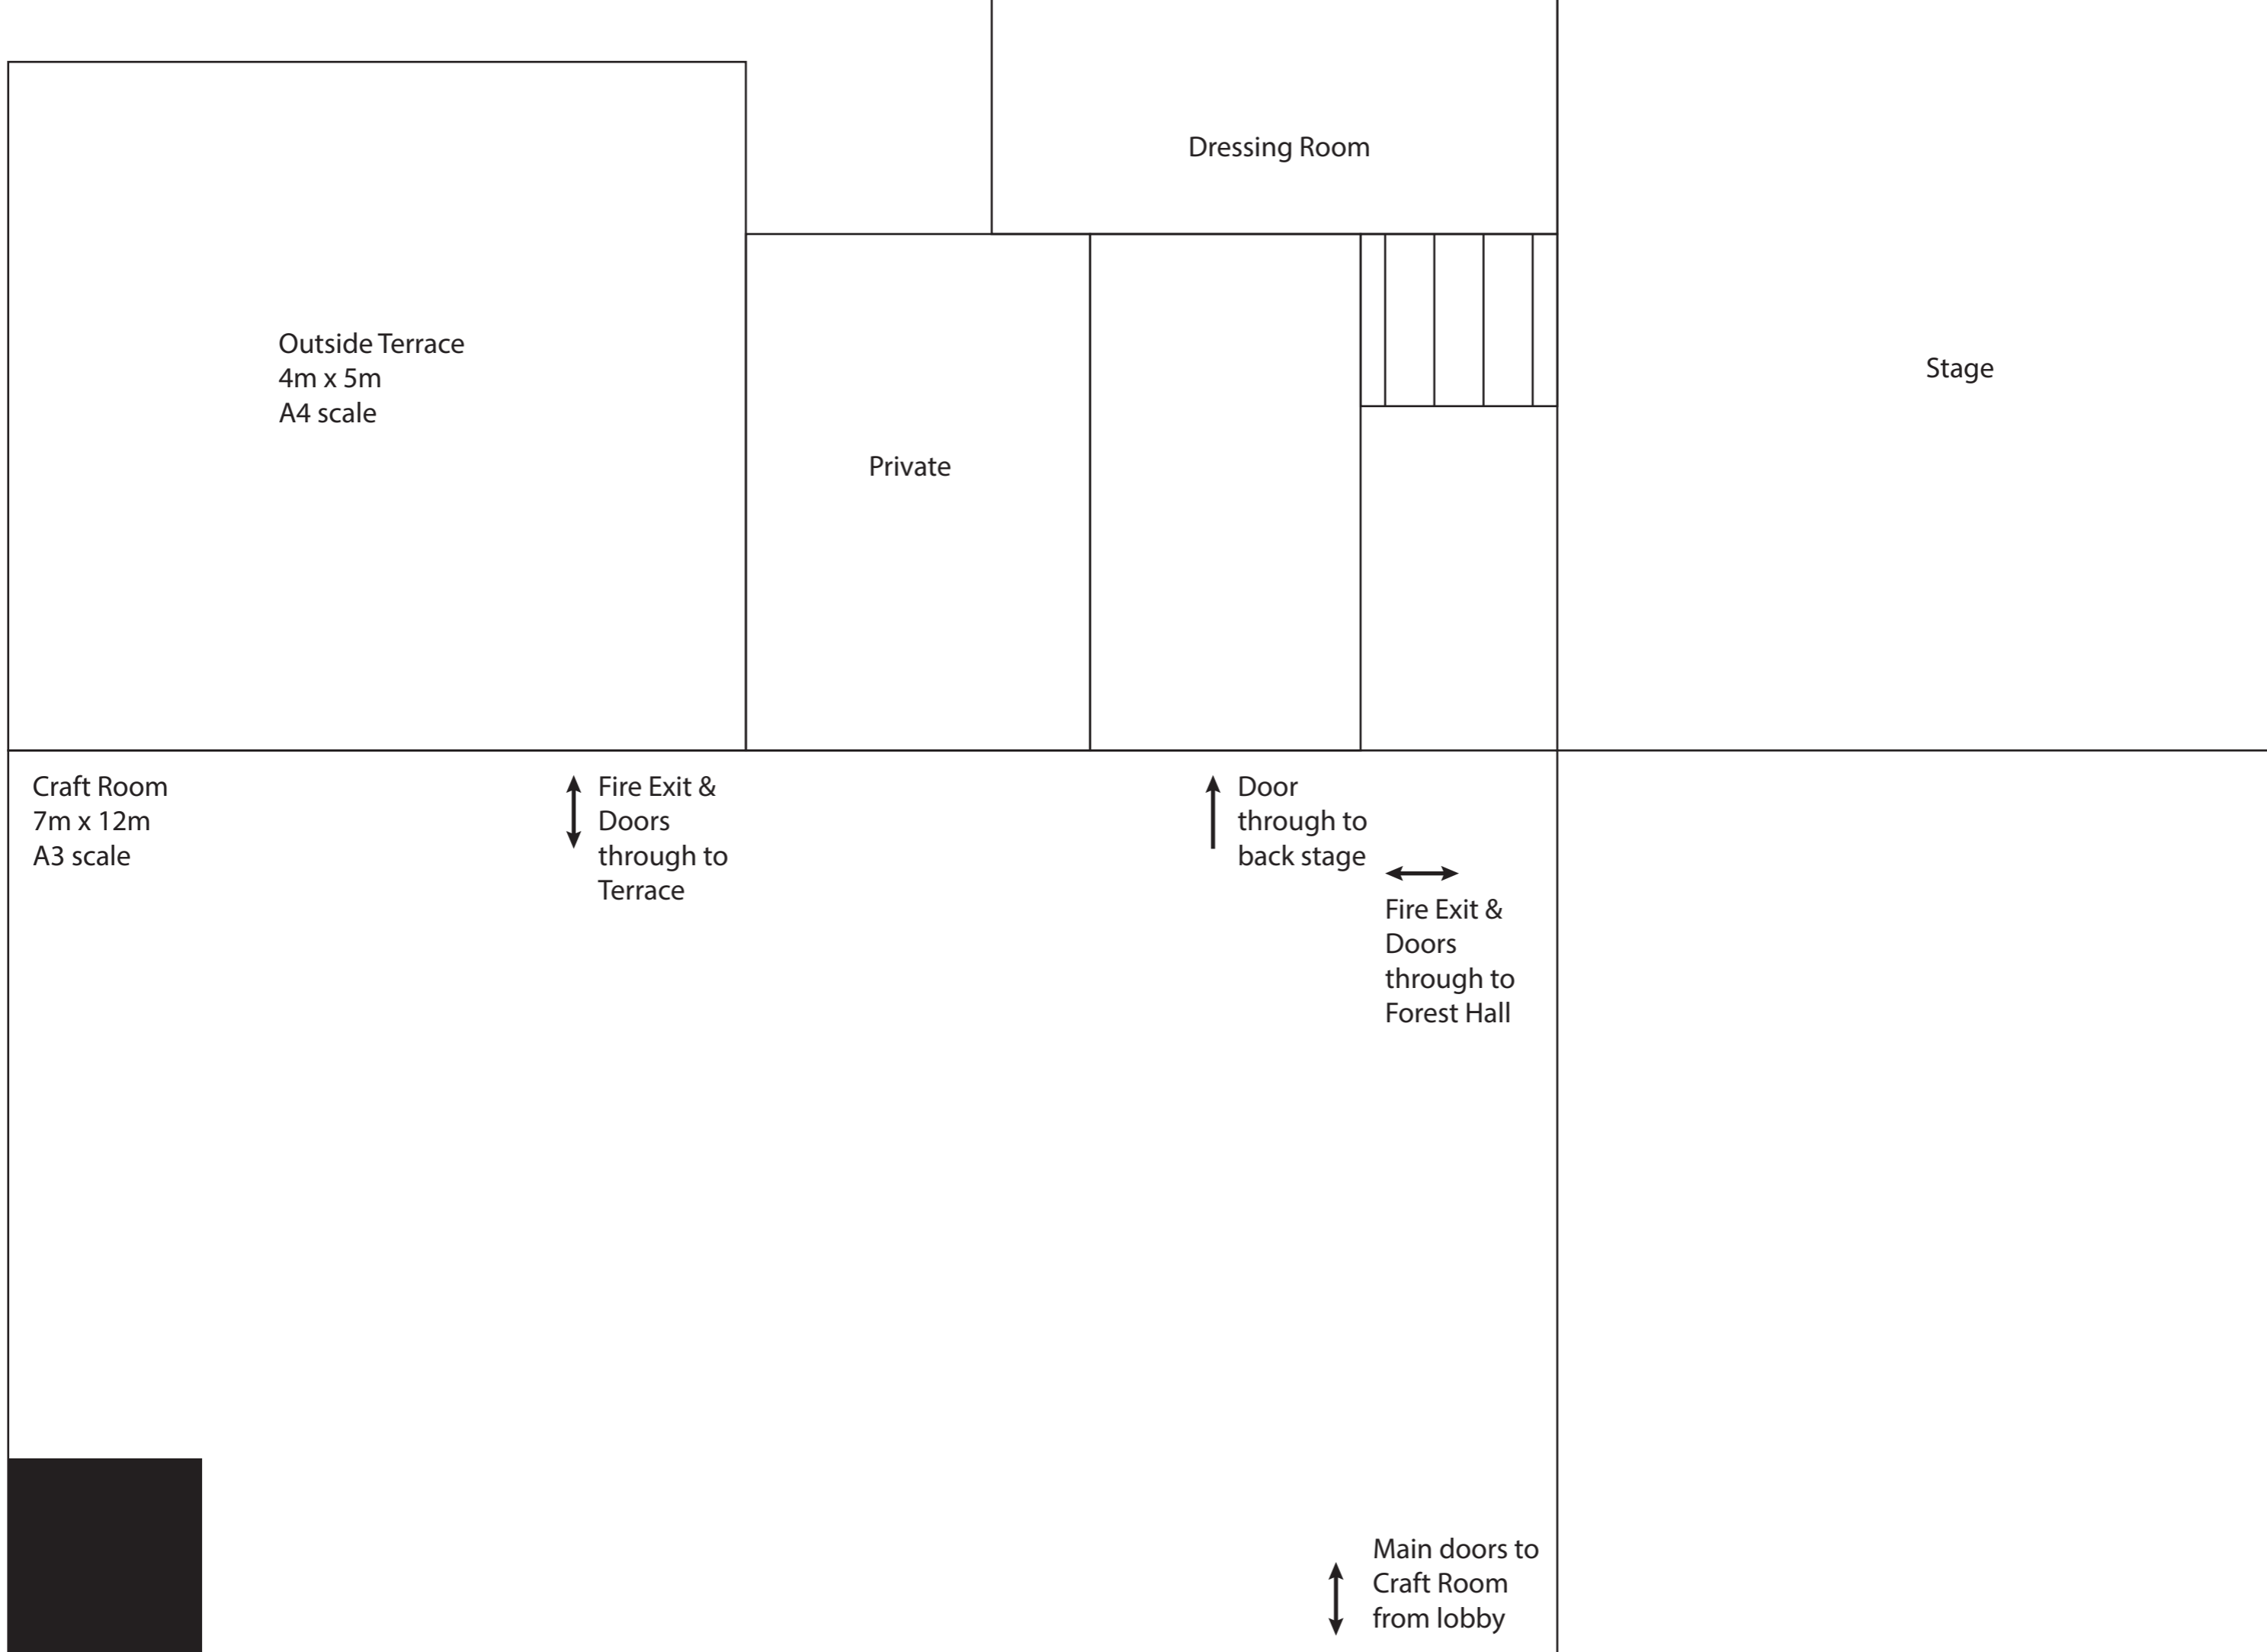 Dressing Room
Outside Terrace
4m x 5m
A4 scale
Stage
Private
Craft Room
7m x 12m
A3 scale
Fire Exit &
Doors
through to
Terrace
Door
through to
back stage
Fire Exit &
Doors
through to
Forest Hall
Main doors to
Craft Room
from lobby